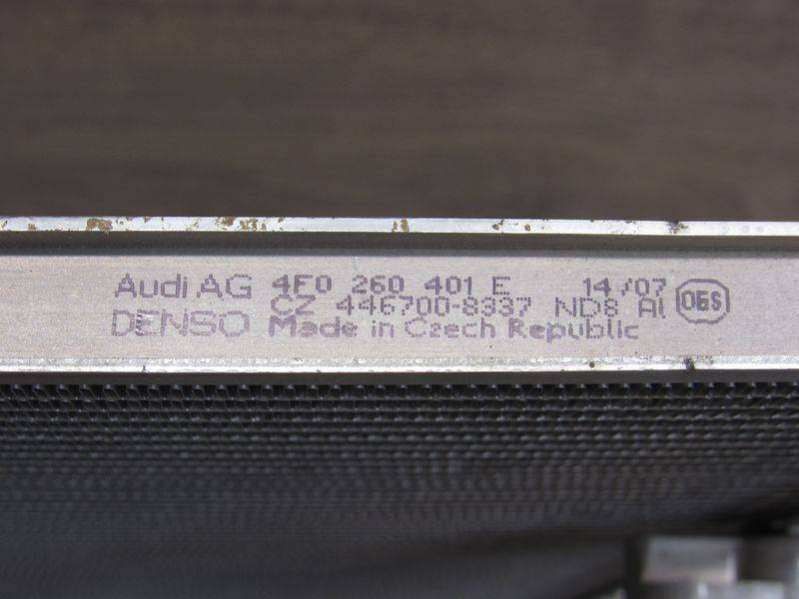 Audi AG 4F0 260 401 E 14/07
CZ 446700-8337 ND8 Al OES
DENSO Made in Czech Republic